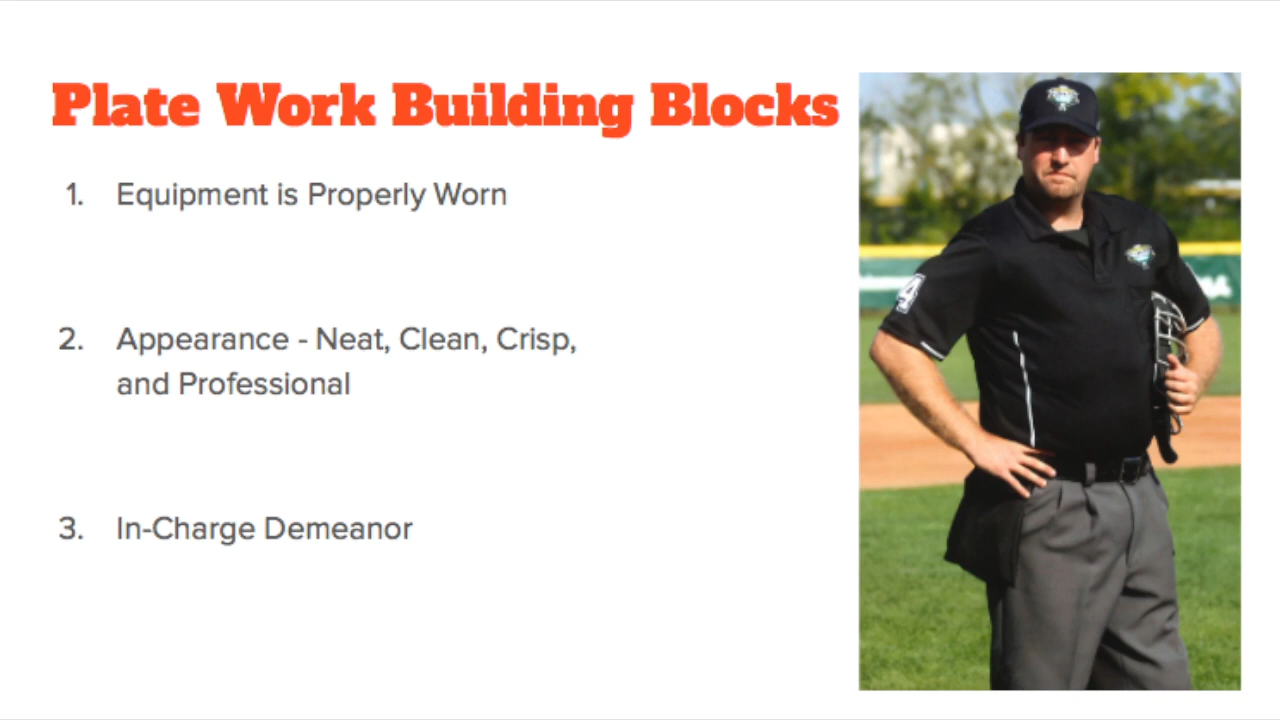 Plate Work Building Blocks
1. Equipment is Properly Worn
2. Appearance - Neat, Clean, Crisp,
and Professional
3. In-Charge Demeanor
4